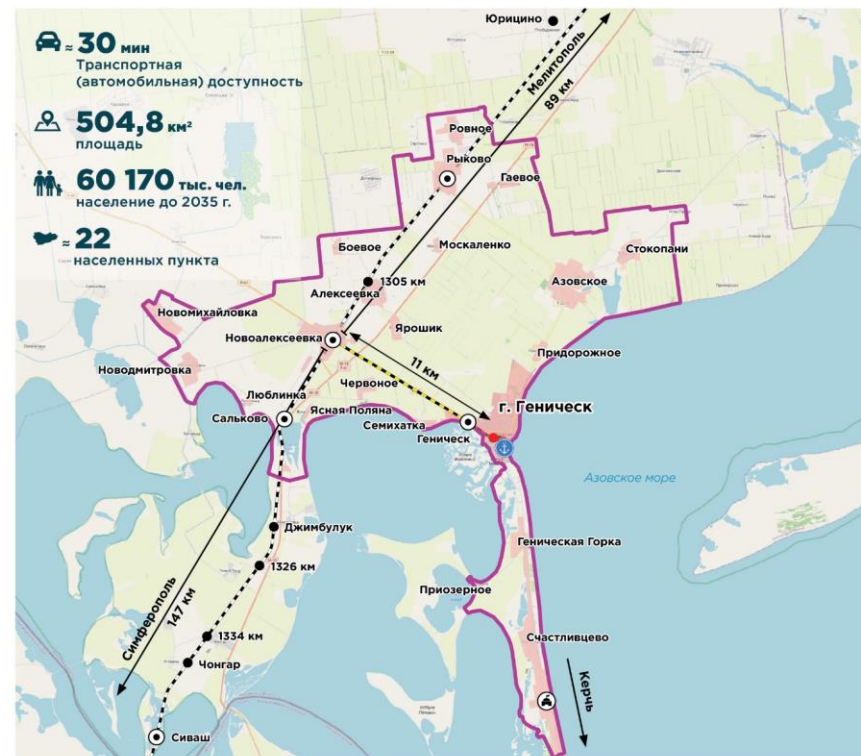 ≈ 30 мин
Транспортная
(автомобильная) доступность
504,8 км²
площадь
60 170 тыс. чел.
население до 2035 г.
≈ 22
населенных пункта
Юрицино
Мелитополь
89 км
Ровное
Рыково
Гаевое
Боевое
Москаленко
Стокопани
1305 км
Алексеевка
Азовское
Новомихайловка
Ярошик
Новоалексеевка
Придорожное
11 км
Новодмитровка
Червоное
Люблинка
г. Геническ
Сальково
Ясная Поляна
Семихатка
Геническ
Азовское море
Джимбулук
Геническая Горка
1326 км
Приозерное
Симферополь
147 км
1334 км
Счастливцево
Чонгар
Керчь
Сиваш